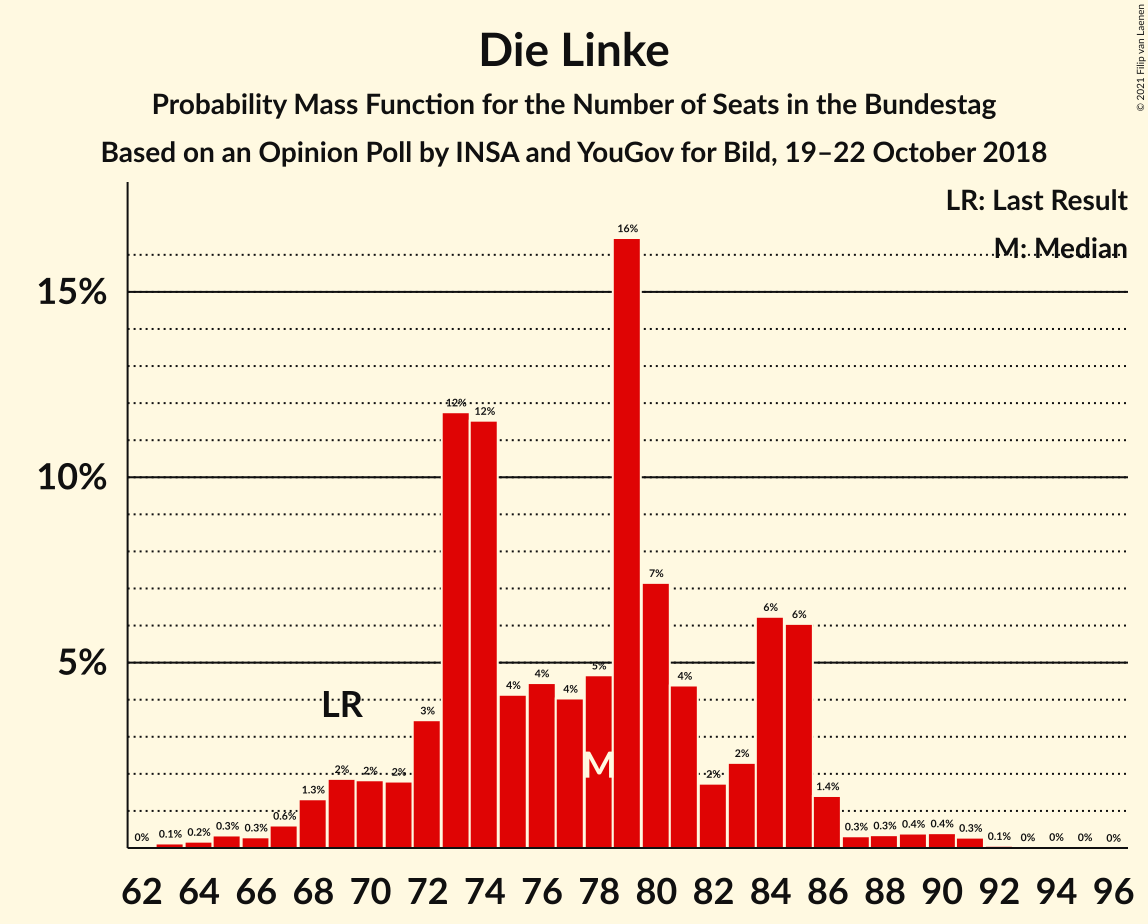 © 2021 Filip van Laenen
Die Linke
Probability Mass Function for the Number of Seats in the Bundestag
Based on an Opinion Poll by INSA and YouGov for Bild, 19–22 October 2018
LR: Last Result
M: Median
15%
10%
5%
0% 0.1% 0.2% 0.3% 0.3% 0.6% 1.3% 2% 2% 2% 3% 12% 12% 4% 4% 4% 5% 16% 7% 4% 2% 2% 6% 6% 1.4% 0.3% 0.3% 0.4% 0.4% 0.3% 0.1% 0% 0% 0% 0%
LR
M
62 64 66 68 70 72 74 76 78 80 82 84 86 88 90 92 94 96